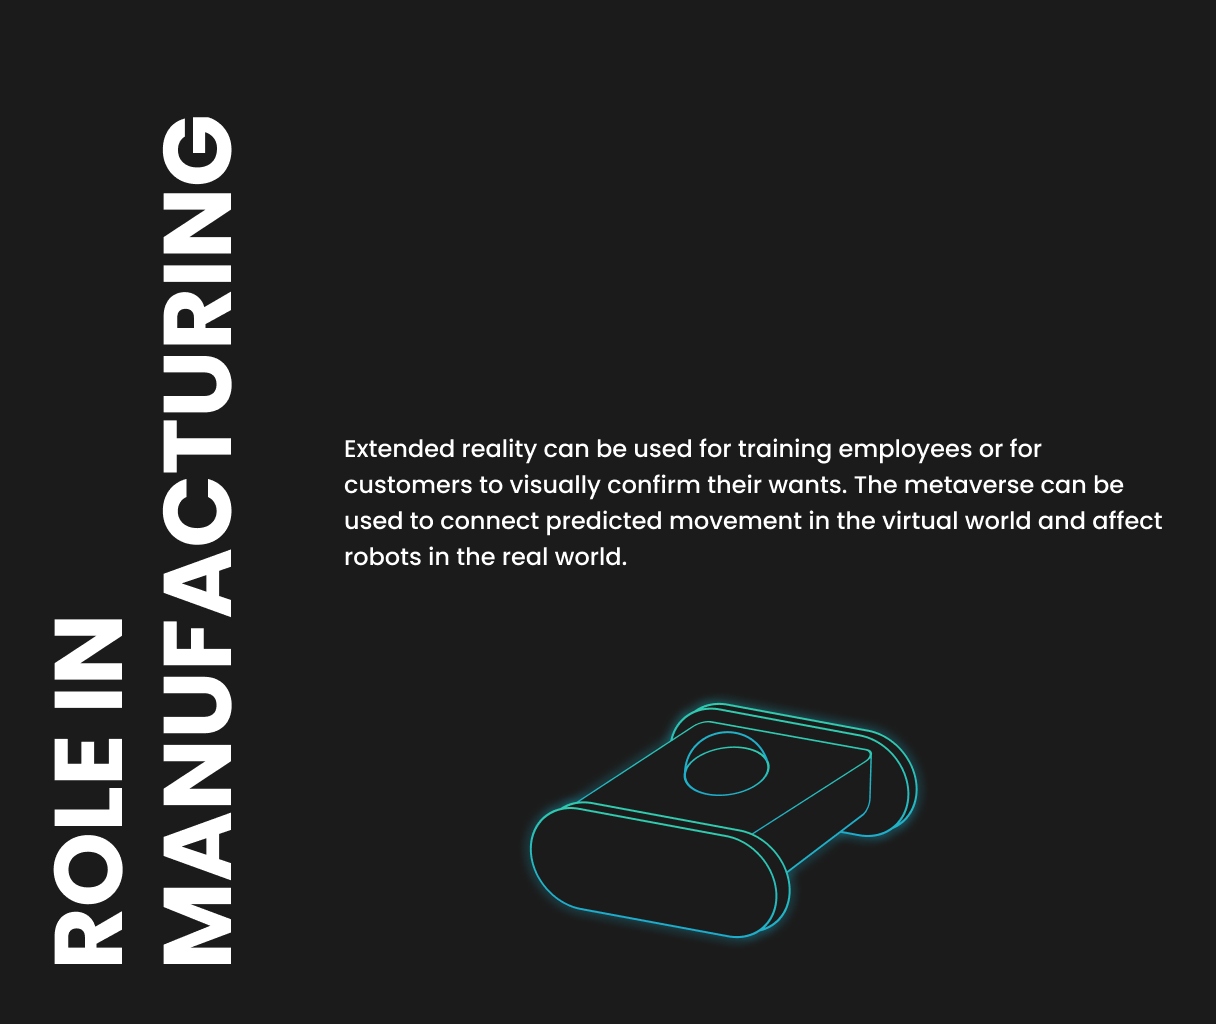 ROLE IN
MANUFACTURING
Extended reality can be used for training employees or for
customers to visually confirm their wants. The metaverse can be
used to connect predicted movement in the virtual world and affect
robots in the real world.